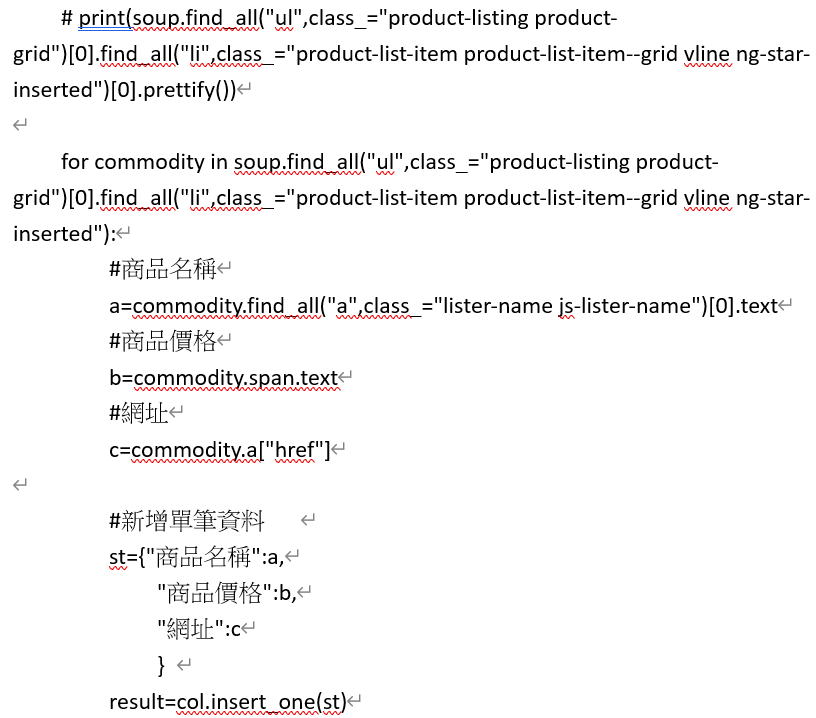 # print(soup.find_all("ul",class_="product-listing product-
grid")[0].find_all("li",class_="product-list-item product-list-item--grid vline ng-star-
inserted")[0].prettify())
for commodity in soup.find_all("ul",class_="product-listing product-
grid")[0].find_all("li",class_="product-list-item product-list-item--grid vline ng-star-
inserted"):
#商品名稱
a=commodity.find_all("a",class_="lister-name js-lister-name")[0].text
#商品價格
b=commodity.span.text
#網址
c=commodity.a["href"]
#新增單筆資料
st={"商品名稱":a,
"商品價格":b,
"網址":c
}
result=col.insert_one(st)